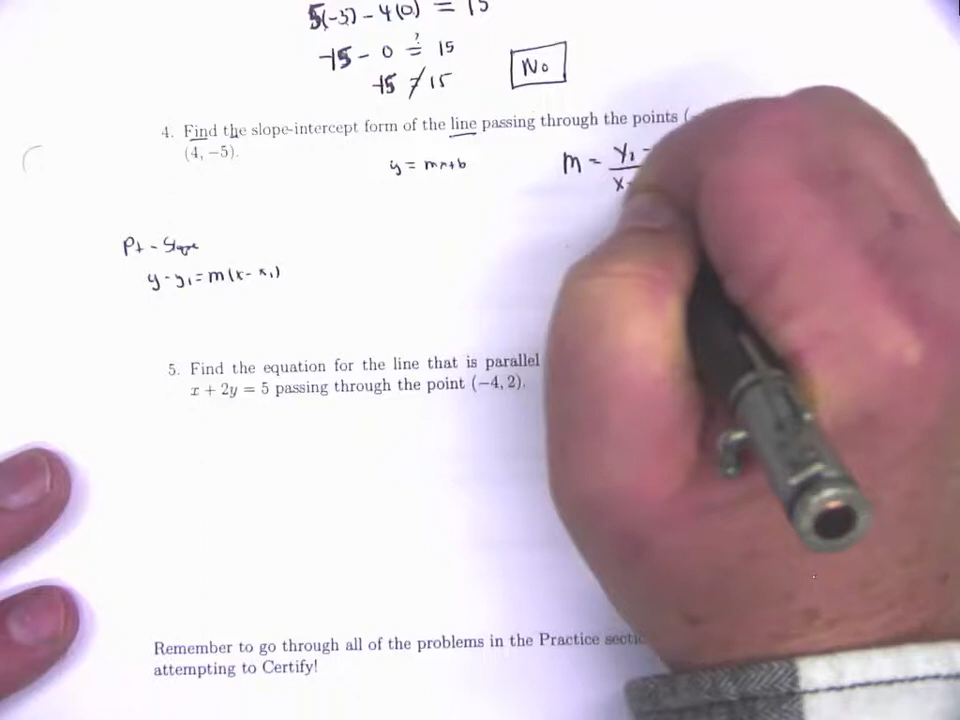 5(-3) - 4(0) = 15
-15 - 0 ≟ 15
-15 ≠ 15
No
4. Find the slope-intercept form of the line passing through the points (
(4, −5).
y = mx+b
m =
Pt - Slope
y - y₁ = m(x - x₁)
5. Find the equation for the line that is parallel
x + 2y = 5 passing through the point (−4, 2).
Remember to go through all of the problems in the Practice
attempting to Certify!